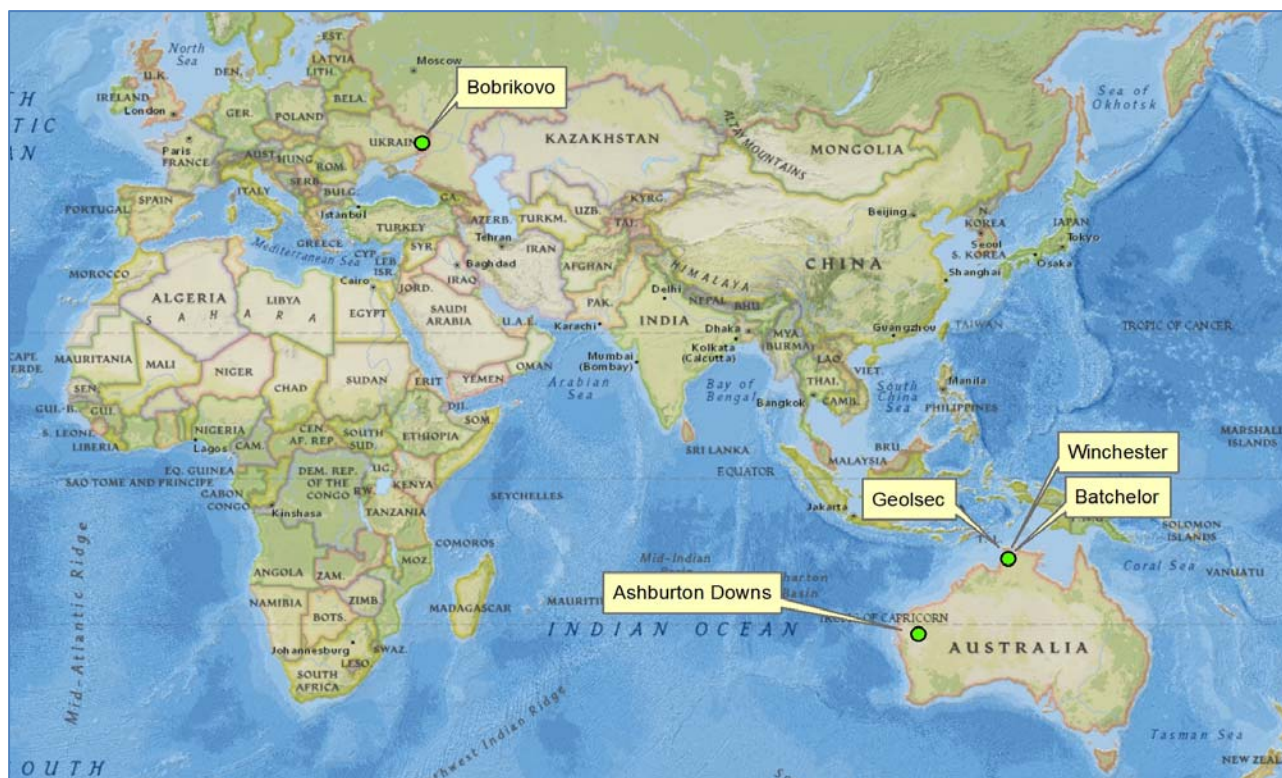 North
Sea
EST.
LATVIA
LITH.
DEN.
Moscow
U.K.
IRELAND
London
BELA.
GER.
POLAND
Bobrikovo
Sea of
Okhotsk
Paris
FRANCE
UKRAIN
KAZAKHSTAN
ALTAY MOUNTAINS
MONGOLIA
AUST.
HUNG.
ROM.
SERB.
BULG.
ITALY
PORTUGAL
SPAIN
Istanbul
GA.
AZERB.
TURKM.
UZB.
KYRG.
TAJ.
Beijing
N.
KOREA
Seoul
S. KOREA
JAPAN
Tokyo
Osaka
GREECE
TURKEY
Mediterranean Sea
CYP.
LEB.
ISR.
SYR.
Tehran
Baghdad
IRAQ
IRAN
AFGHAN.
HIMALAYA
CHINA
Shanghai
MOROCCO
ALGERIA
LIBYA
Cairo
EGYPT
JORD.
SAUDI
ARABIA
U.A.E.
PAK.
Karachi
Delhi
NEPAL
BHU.
INDIA
Dhaka
Kolkata
(Calcutta)
MYA.
(BURMA)
Guangzhou
TAIWAN
TROPIC OF CANCER
SAHARA
CAPE
VERDE
MAURITANIA
MALI
NIGER
CHAD
SUDAN
ERIT
YEMEN
OMAN
Arabian
Sea
Mumbai
(Bombay)
Bay of
Bengal
LAO.
THAI.
VIET.
Bangkok
CAMB.
South
China
Sea
Manila
PHILIPPINES
SEN.
GUI.-B.
GUI.
S. LEONE
LIBERIA
NIGERIA
Lagos
CAM.
CEN.
AF. REP.
SOUTH
SUD.
ETHIOPIA
DJI.
SOM.
SRI LANKA
BRU
MALAYSIA
MARSHALL
ISLANDS
EQ. GUINEA
SAO TOME AND PRINCIPE
GABON
CONGO
DEM. REP.
OF THE
CONGO
UG.
RW.
KENYA
Kinshasa
TANZANIA
SEYCHELLES
EQUATOR
Winchester
Geolsec
Batchelor
Jakarta
SOLOMON
ISLANDS
COMOROS
ANGOLA
ZAM.
MOZ.
Mid-Indian
Coral Sea
VANUATU
Mid-Atlantic Ridge
NAMIBIA
BOTS.
ZIMB.
MADAGASCAR
MAURITI
Ashburton Downs
harton
Basin
OF CAPRICORN
INDIAN OCEAN
AUSTRALIA
Johannesburg
SWAZ.
LESO.
SOUTH
AFRICA
west Indian Ridge
Tasman Sea
NEW ZEAL
OUTH